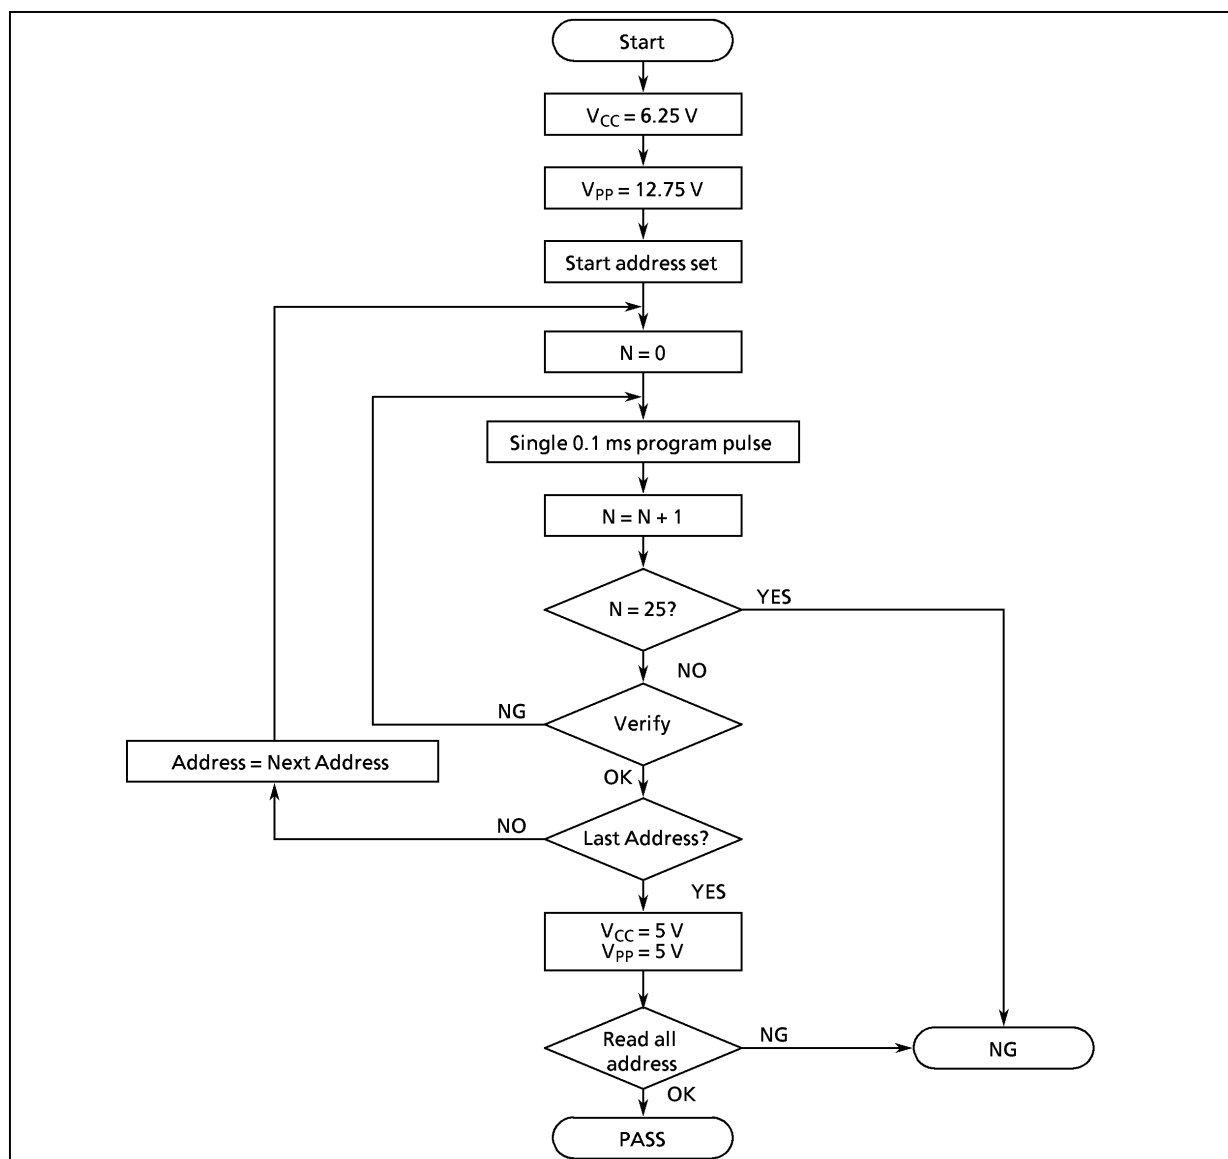 Start
VCC = 6.25 V
VPP = 12.75 V
Start address set
N = 0
Single 0.1 ms program pulse
N = N + 1
N = 25?
YES
NO
NG
Verify
Address = Next Address
OK
NO
Last Address?
YES
VCC = 5 V
VPP = 5 V
Read all
address
NG
NG
OK
PASS